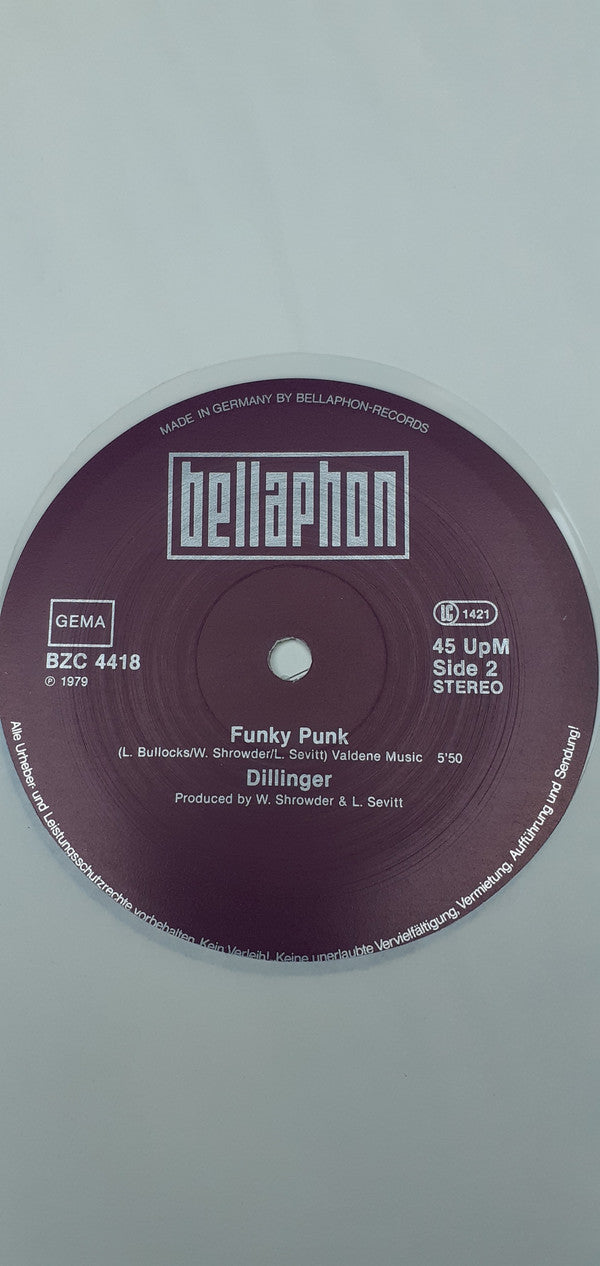 MADE IN GERMANY BY BELLAPHON-RECORDS
bellaphon
GEMA
BZC 4418
℗ 1979
LC 1421
45 UpM
Side 2
STEREO
Funky Punk
(L. Bullocks/W. Shrowder/L. Sevitt) Valdene Music 5'50
Dillinger
Produced by W. Shrowder & L. Sevitt
Alle Urheber- und Leistungsschutzrechte vorbehalten. Kein Verleih! Keine unerlaubte Vervielfältigung, Vermietung, Aufführung und Sendung!